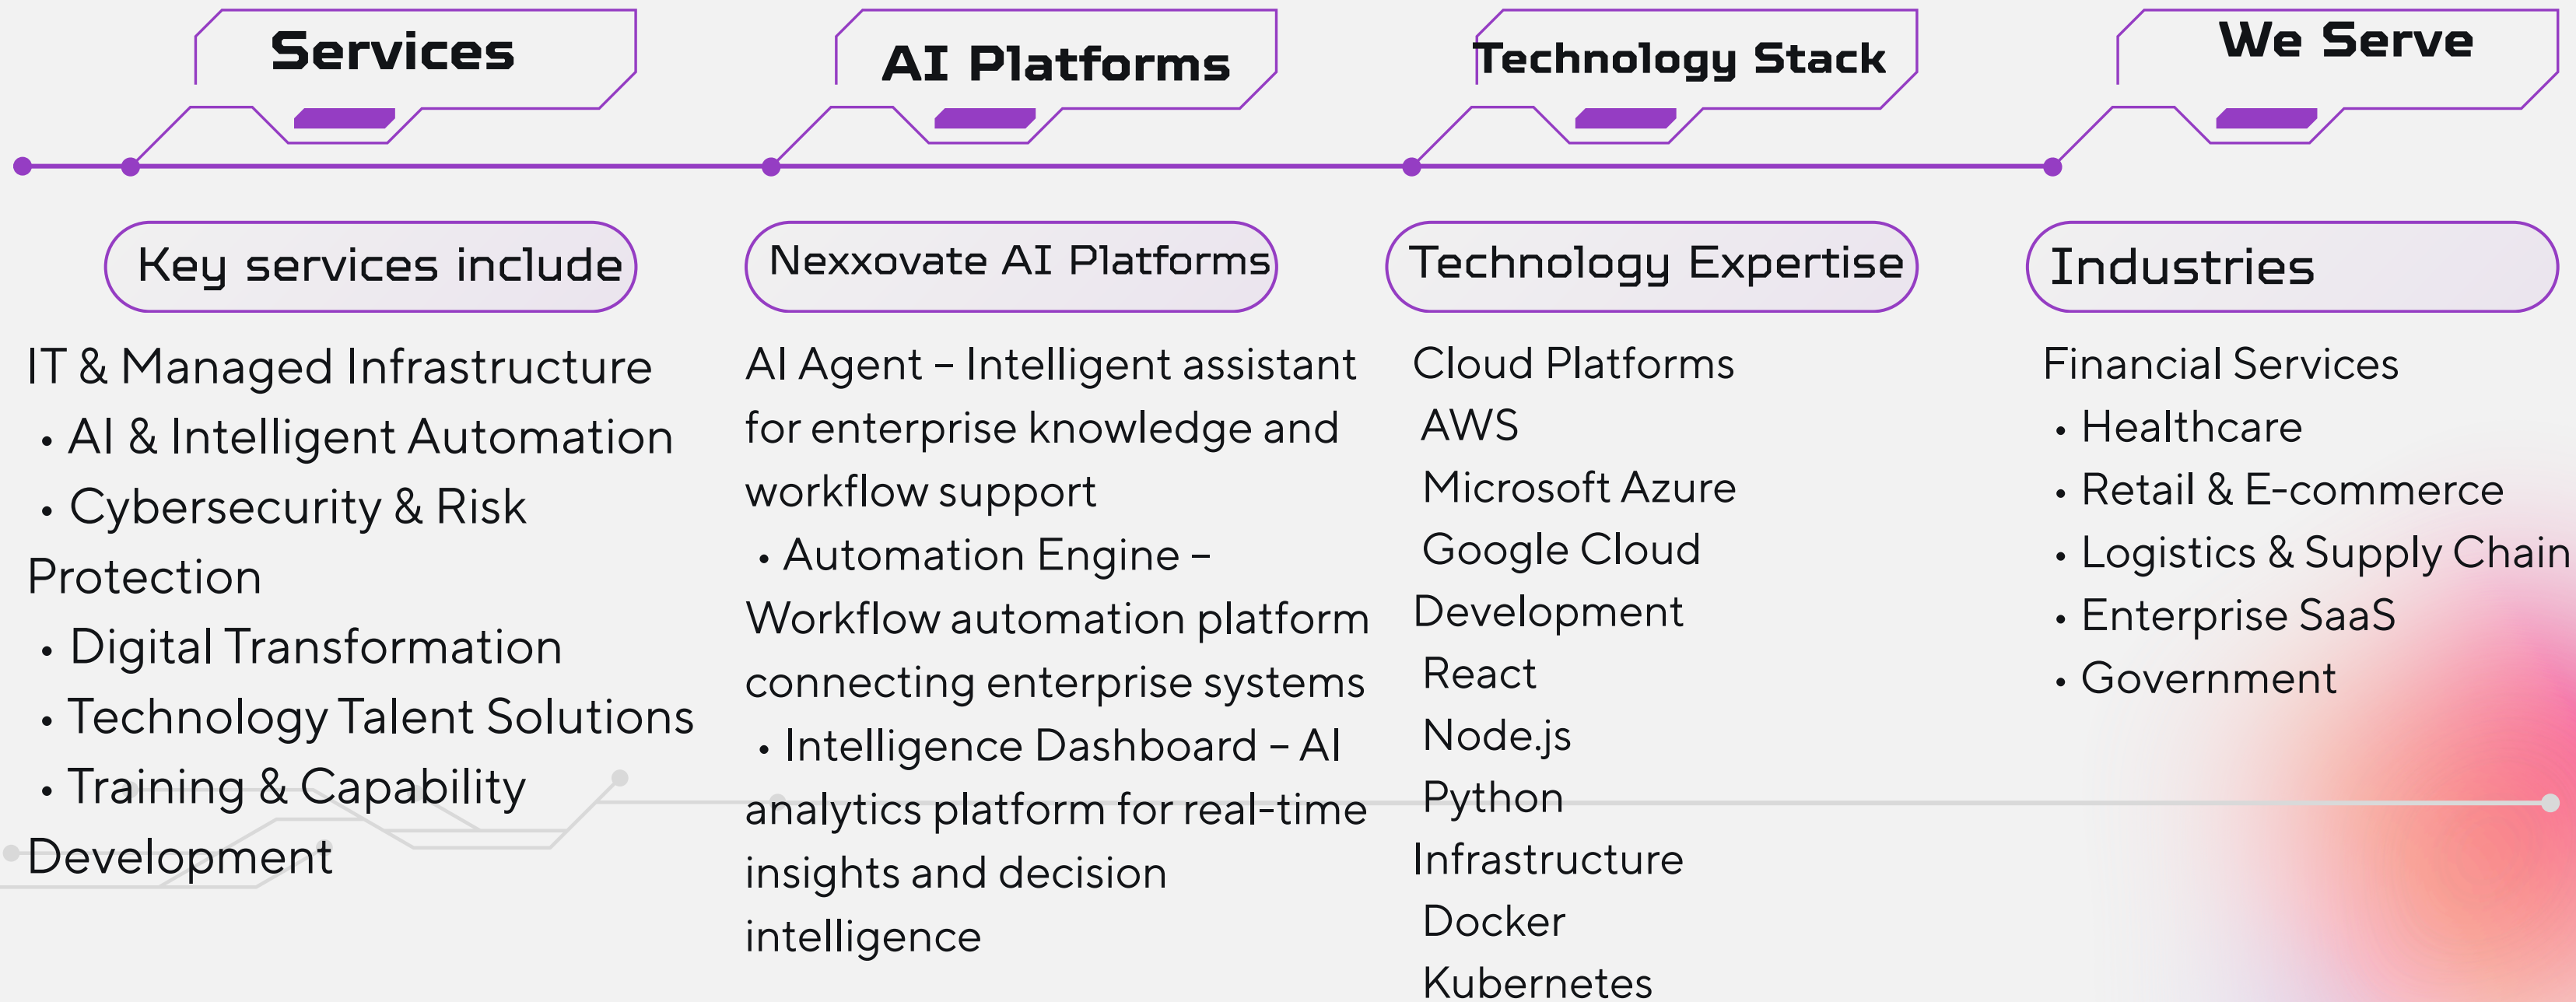 Services
AI Platforms
Technology Stack
We Serve
Key services include
Nexxovate AI Platforms
Technology Expertise
Industries
IT & Managed Infrastructure
• AI & Intelligent Automation
• Cybersecurity & Risk
Protection
• Digital Transformation
• Technology Talent Solutions
• Training & Capability
Development
AI Agent – Intelligent assistant
for enterprise knowledge and
workflow support
• Automation Engine –
Workflow automation platform
connecting enterprise systems
• Intelligence Dashboard – AI
analytics platform for real-time
insights and decision
intelligence
Cloud Platforms
AWS
Microsoft Azure
Google Cloud
Development
React
Node.js
Python
Infrastructure
Docker
Kubernetes
Financial Services
• Healthcare
• Retail & E-commerce
• Logistics & Supply Chain
• Enterprise SaaS
• Government